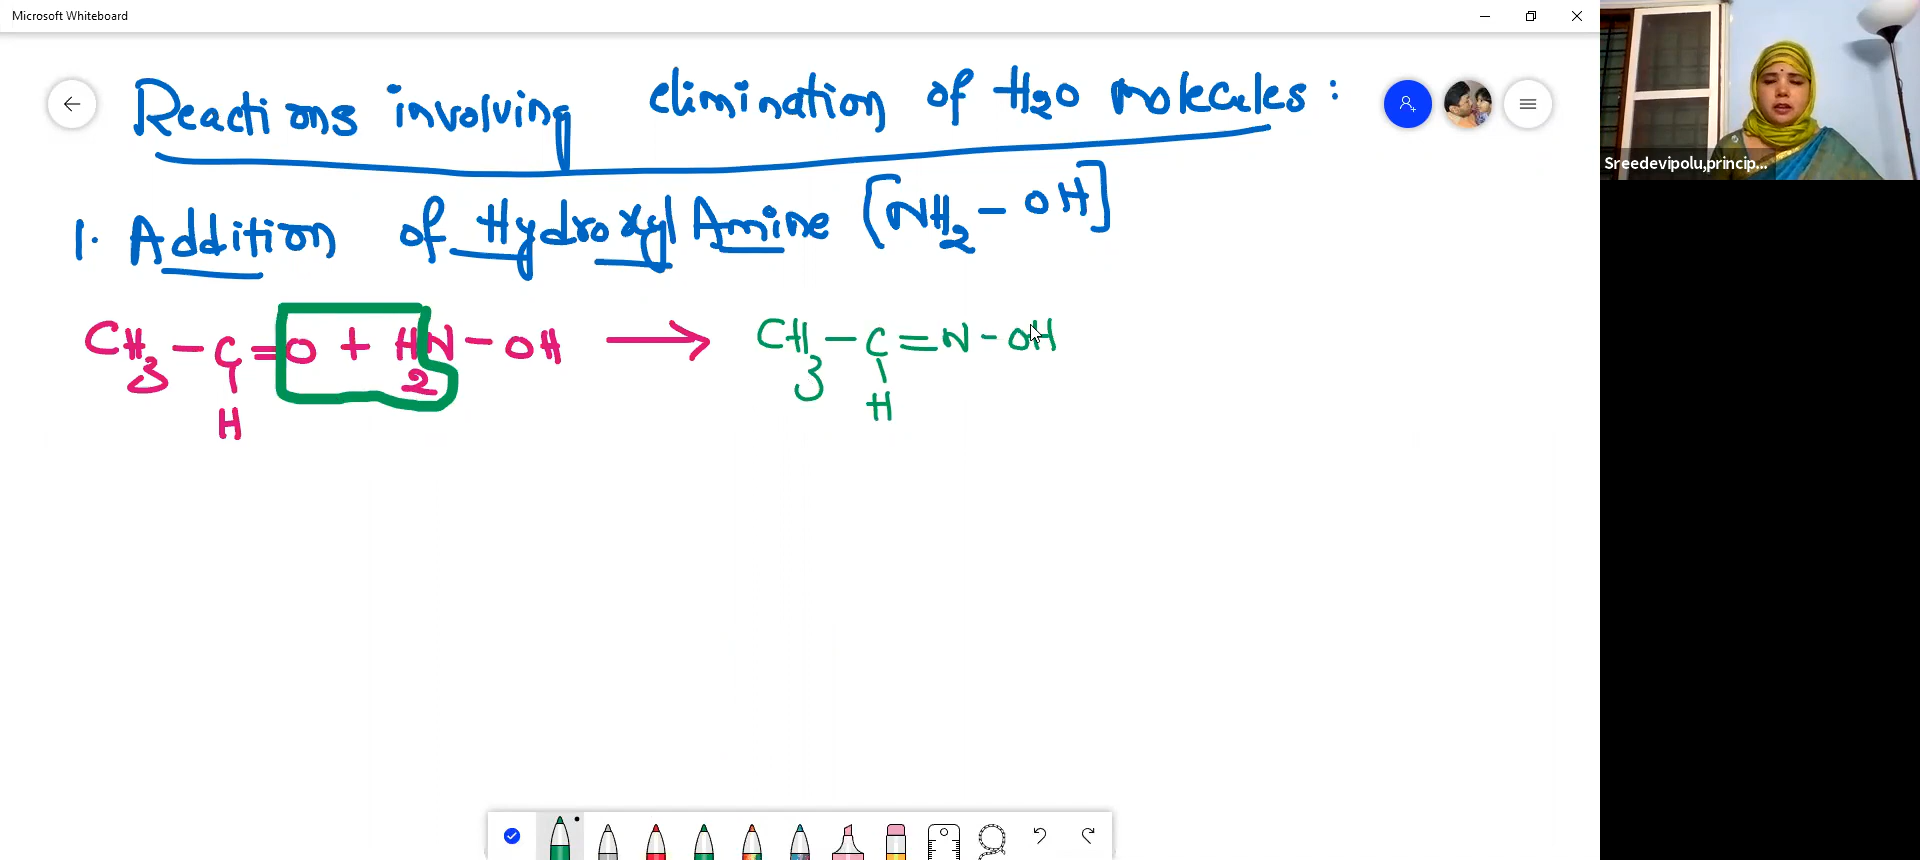 Microsoft Whiteboard
Reactions involving elimination of H2O molecules :
1. Addition of Hydroxyl Amine [NH2 - OH]
CH3 - C = O + H2N - OH ⟶ CH3 - C = N - OH
H H
Sreedevipolu,princip...